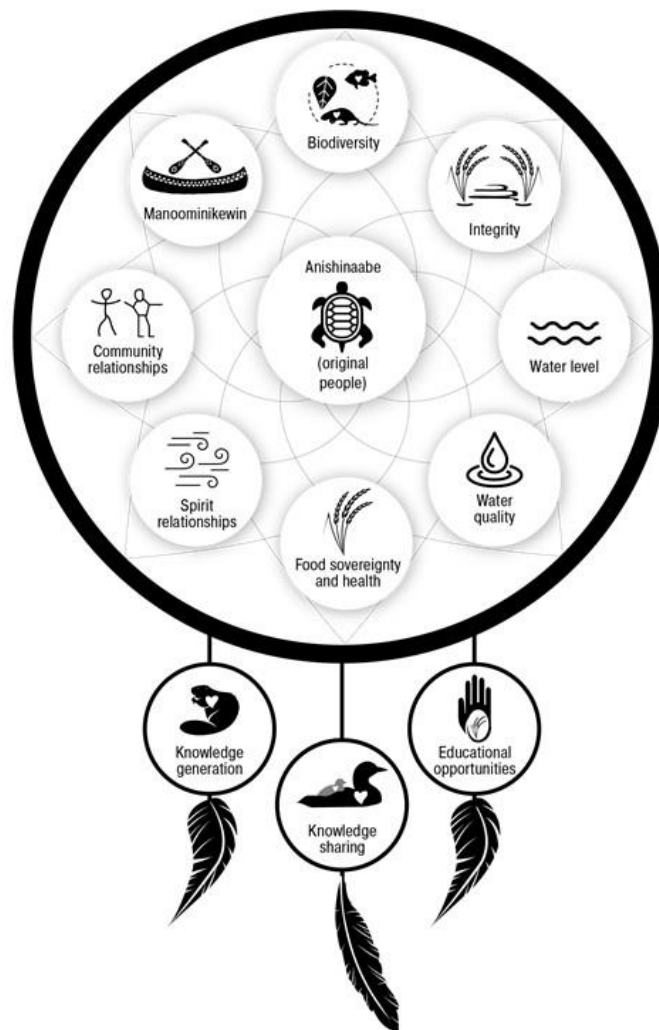 Biodiversity
Manoominikewin
Integrity
Anishinaabe
(original
people)
Community
relationships
Water level
Spirit
relationships
Water
quality
Food sovereignty
and health
Knowledge
generation
Educational
opportunities
Knowledge
sharing